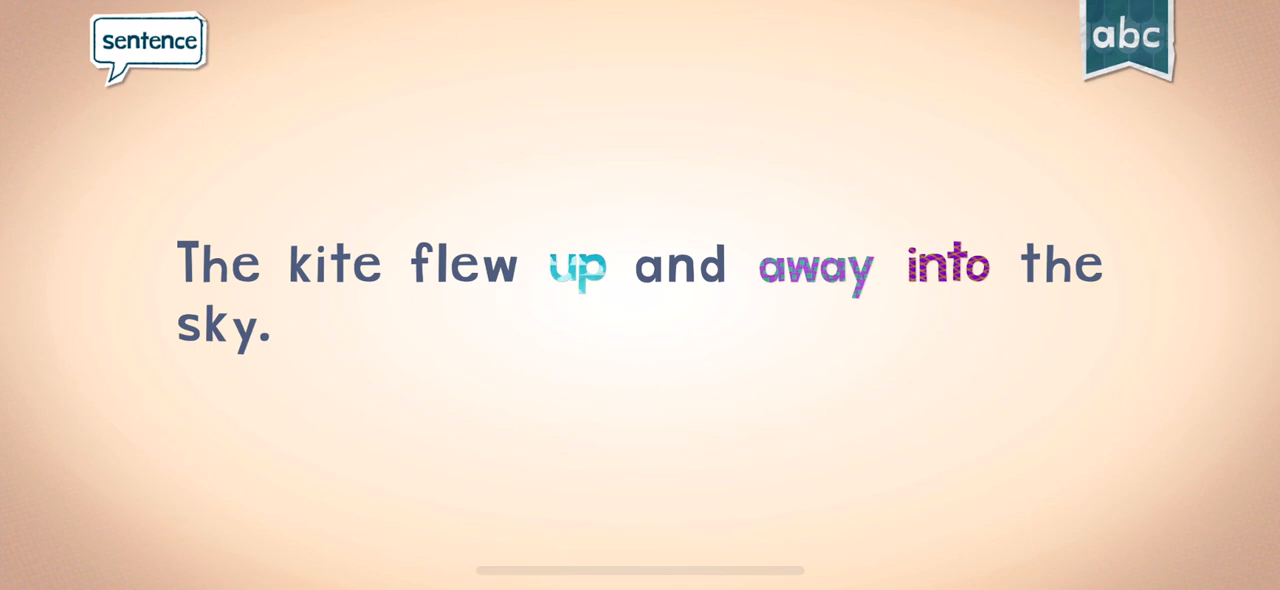 sentence
abc
The kite flew up and away into the
sky.